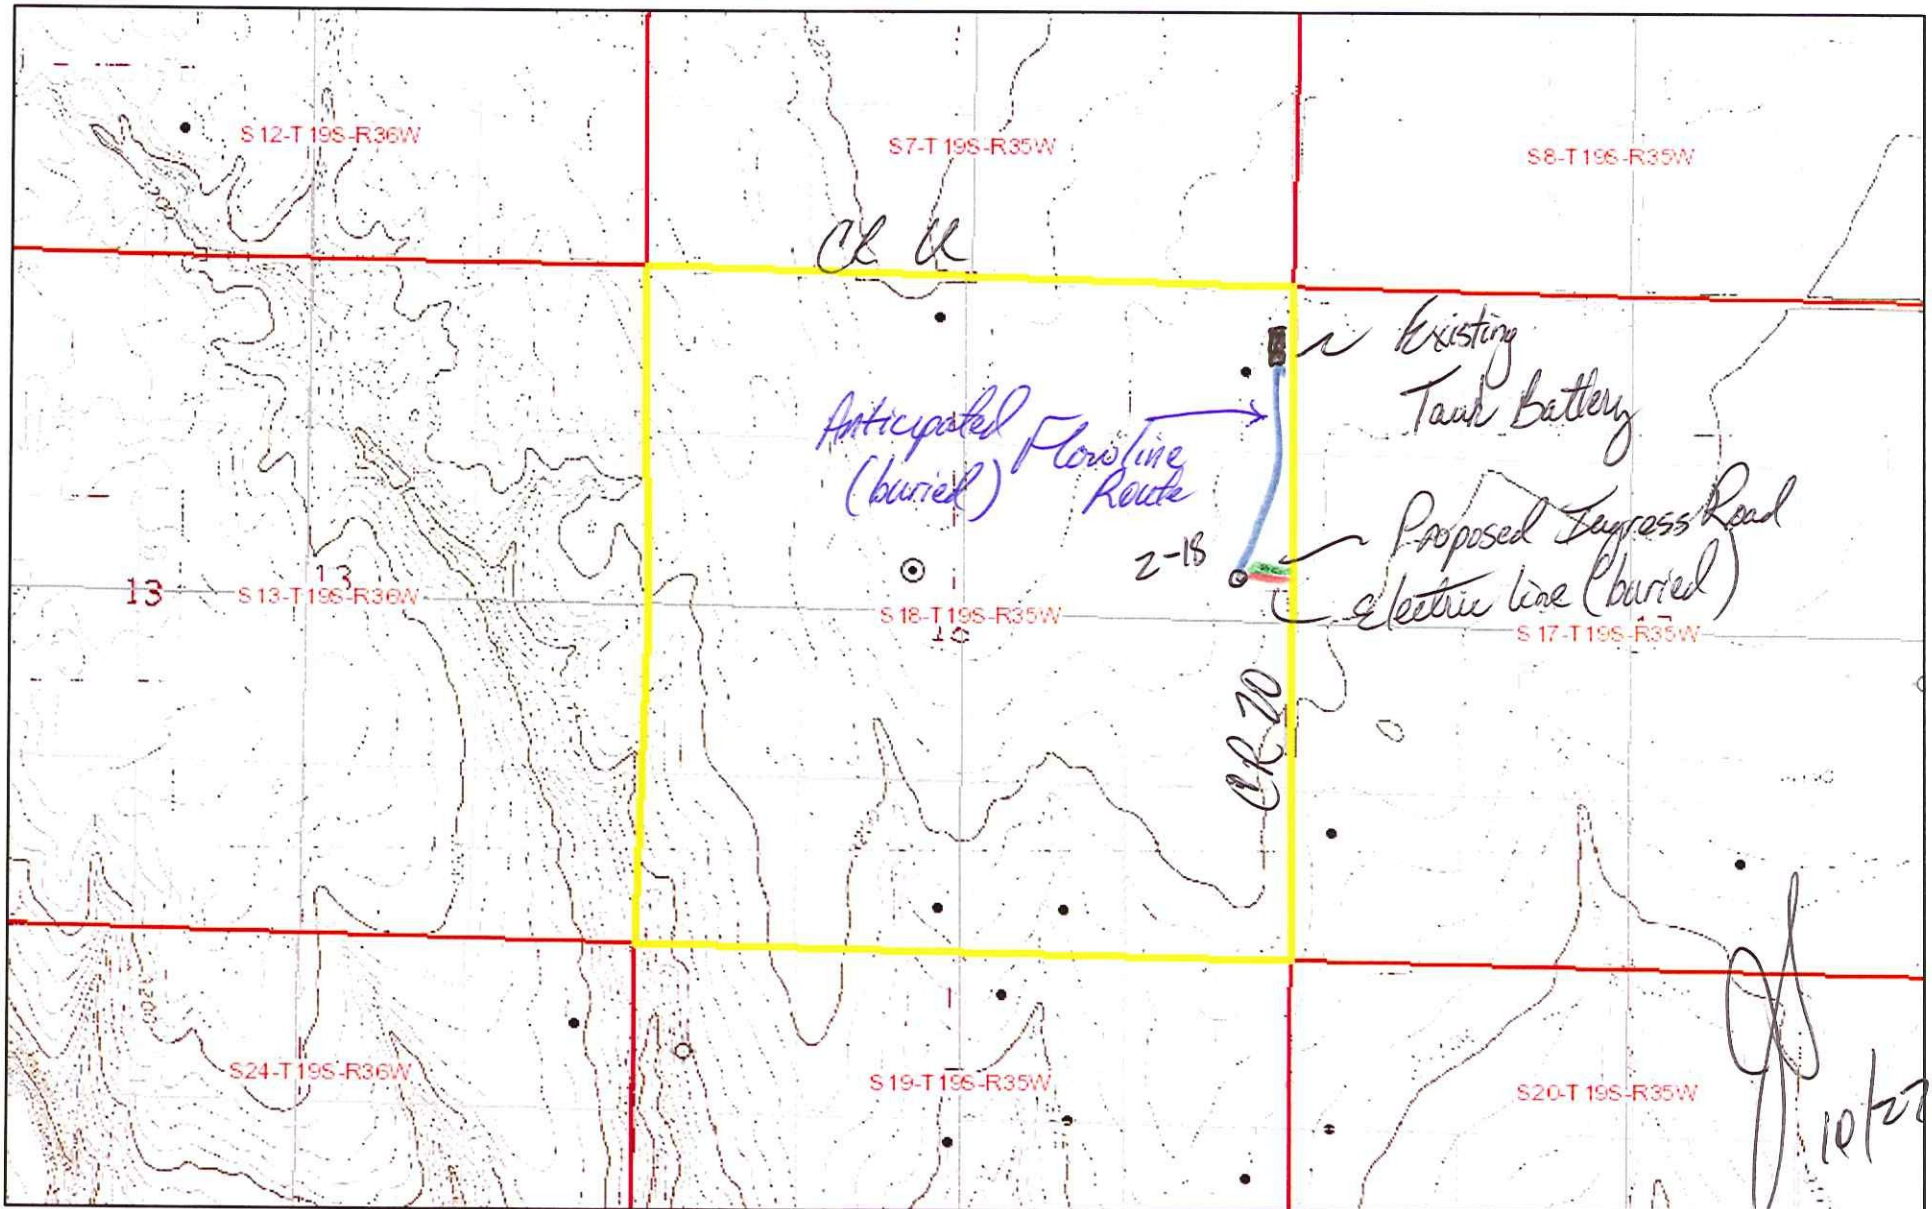 S12-T19S-R36W
S7-T19S-R35W
S8-T19S-R35W
Existing
Tank Battery
Anticipated
(buried)
Flowline
Route
2-18
Proposed Ingress Road
Electric line (buried)
13
13
S13-T19S-R36W
S18-T19S-R35W
S17-T19S-R35W
CR 20
S24-T19S-R36W
S19-T19S-R35W
S20-T19S-R35W
10/27